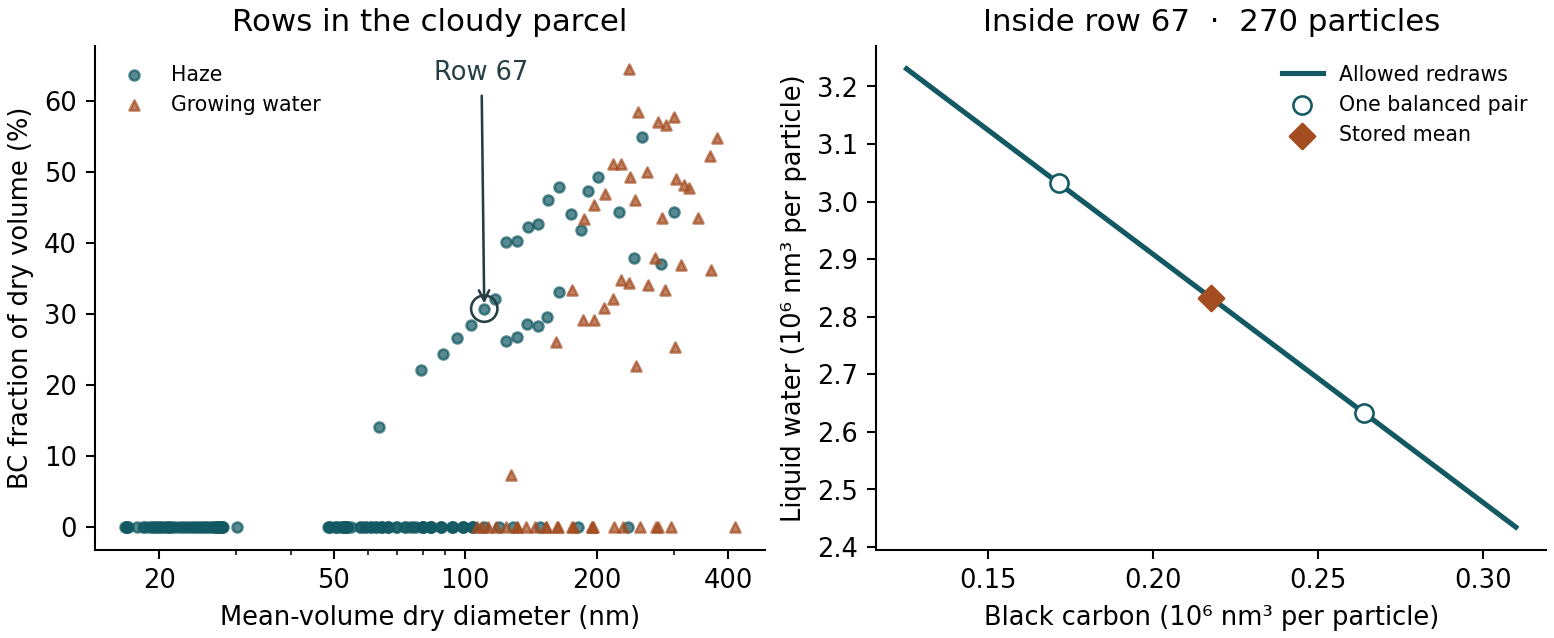 Rows in the cloudy parcel
Haze
Growing water
Row 67
BC fraction of dry volume (%)
60
50
40
30
20
10
0
20
50
100
200
400
Mean-volume dry diameter (nm)
Inside row 67 · 270 particles
Allowed redraws
One balanced pair
Stored mean
Liquid water (10⁶ nm³ per particle)
3.2
3.1
3.0
2.9
2.8
2.7
2.6
2.5
2.4
0.15
0.20
0.25
0.30
Black carbon (10⁶ nm³ per particle)